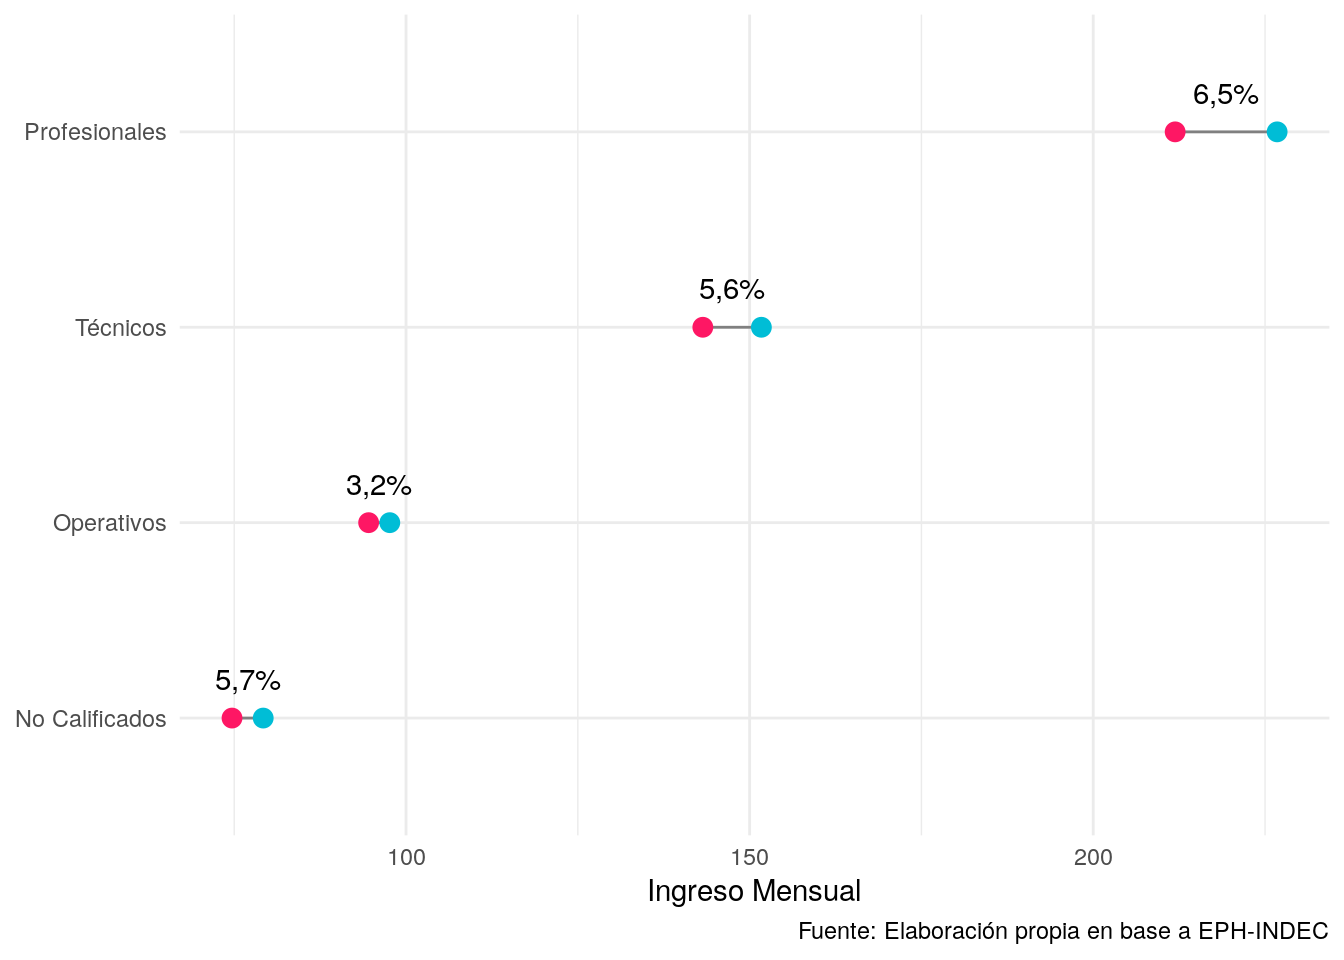 6,5%
Profesionales
5,6%
Técnicos
3,2%
Operativos
5,7%
No Calificados
100 150 200
Ingreso Mensual
Fuente: Elaboración propia en base a EPH-INDEC